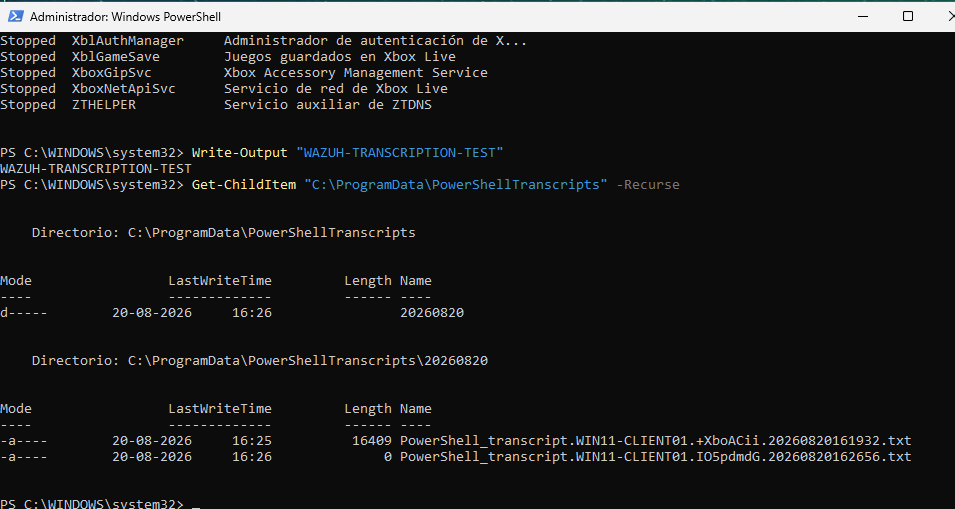 Administrador: Windows PowerShell
Stopped  XblAuthManager     Administrador de autenticación de X...
Stopped  XblGameSave        Juegos guardados en Xbox Live
Stopped  XboxGipSvc         Xbox Accessory Management Service
Stopped  XboxNetApiSvc      Servicio de red de Xbox Live
Stopped  ZTHELPER           Servicio auxiliar de ZTDNS
PS C:\WINDOWS\system32> Write-Output "WAZUH-TRANSCRIPTION-TEST"
WAZUH-TRANSCRIPTION-TEST
PS C:\WINDOWS\system32> Get-ChildItem "C:\ProgramData\PowerShellTranscripts" -Recurse
    Directorio: C:\ProgramData\PowerShellTranscripts
Mode                 LastWriteTime         Length Name
----                 -------------         ------ ----
d-----        20-08-2026     16:26                20260820
    Directorio: C:\ProgramData\PowerShellTranscripts\20260820
Mode                 LastWriteTime         Length Name
----                 -------------         ------ ----
-a----        20-08-2026     16:25          16409 PowerShell_transcript.WIN11-CLIENT01.+XboACii.20260820161932.txt
-a----        20-08-2026     16:26              0 PowerShell_transcript.WIN11-CLIENT01.IO5pdmdG.20260820162656.txt
PS C:\WINDOWS\system32> _